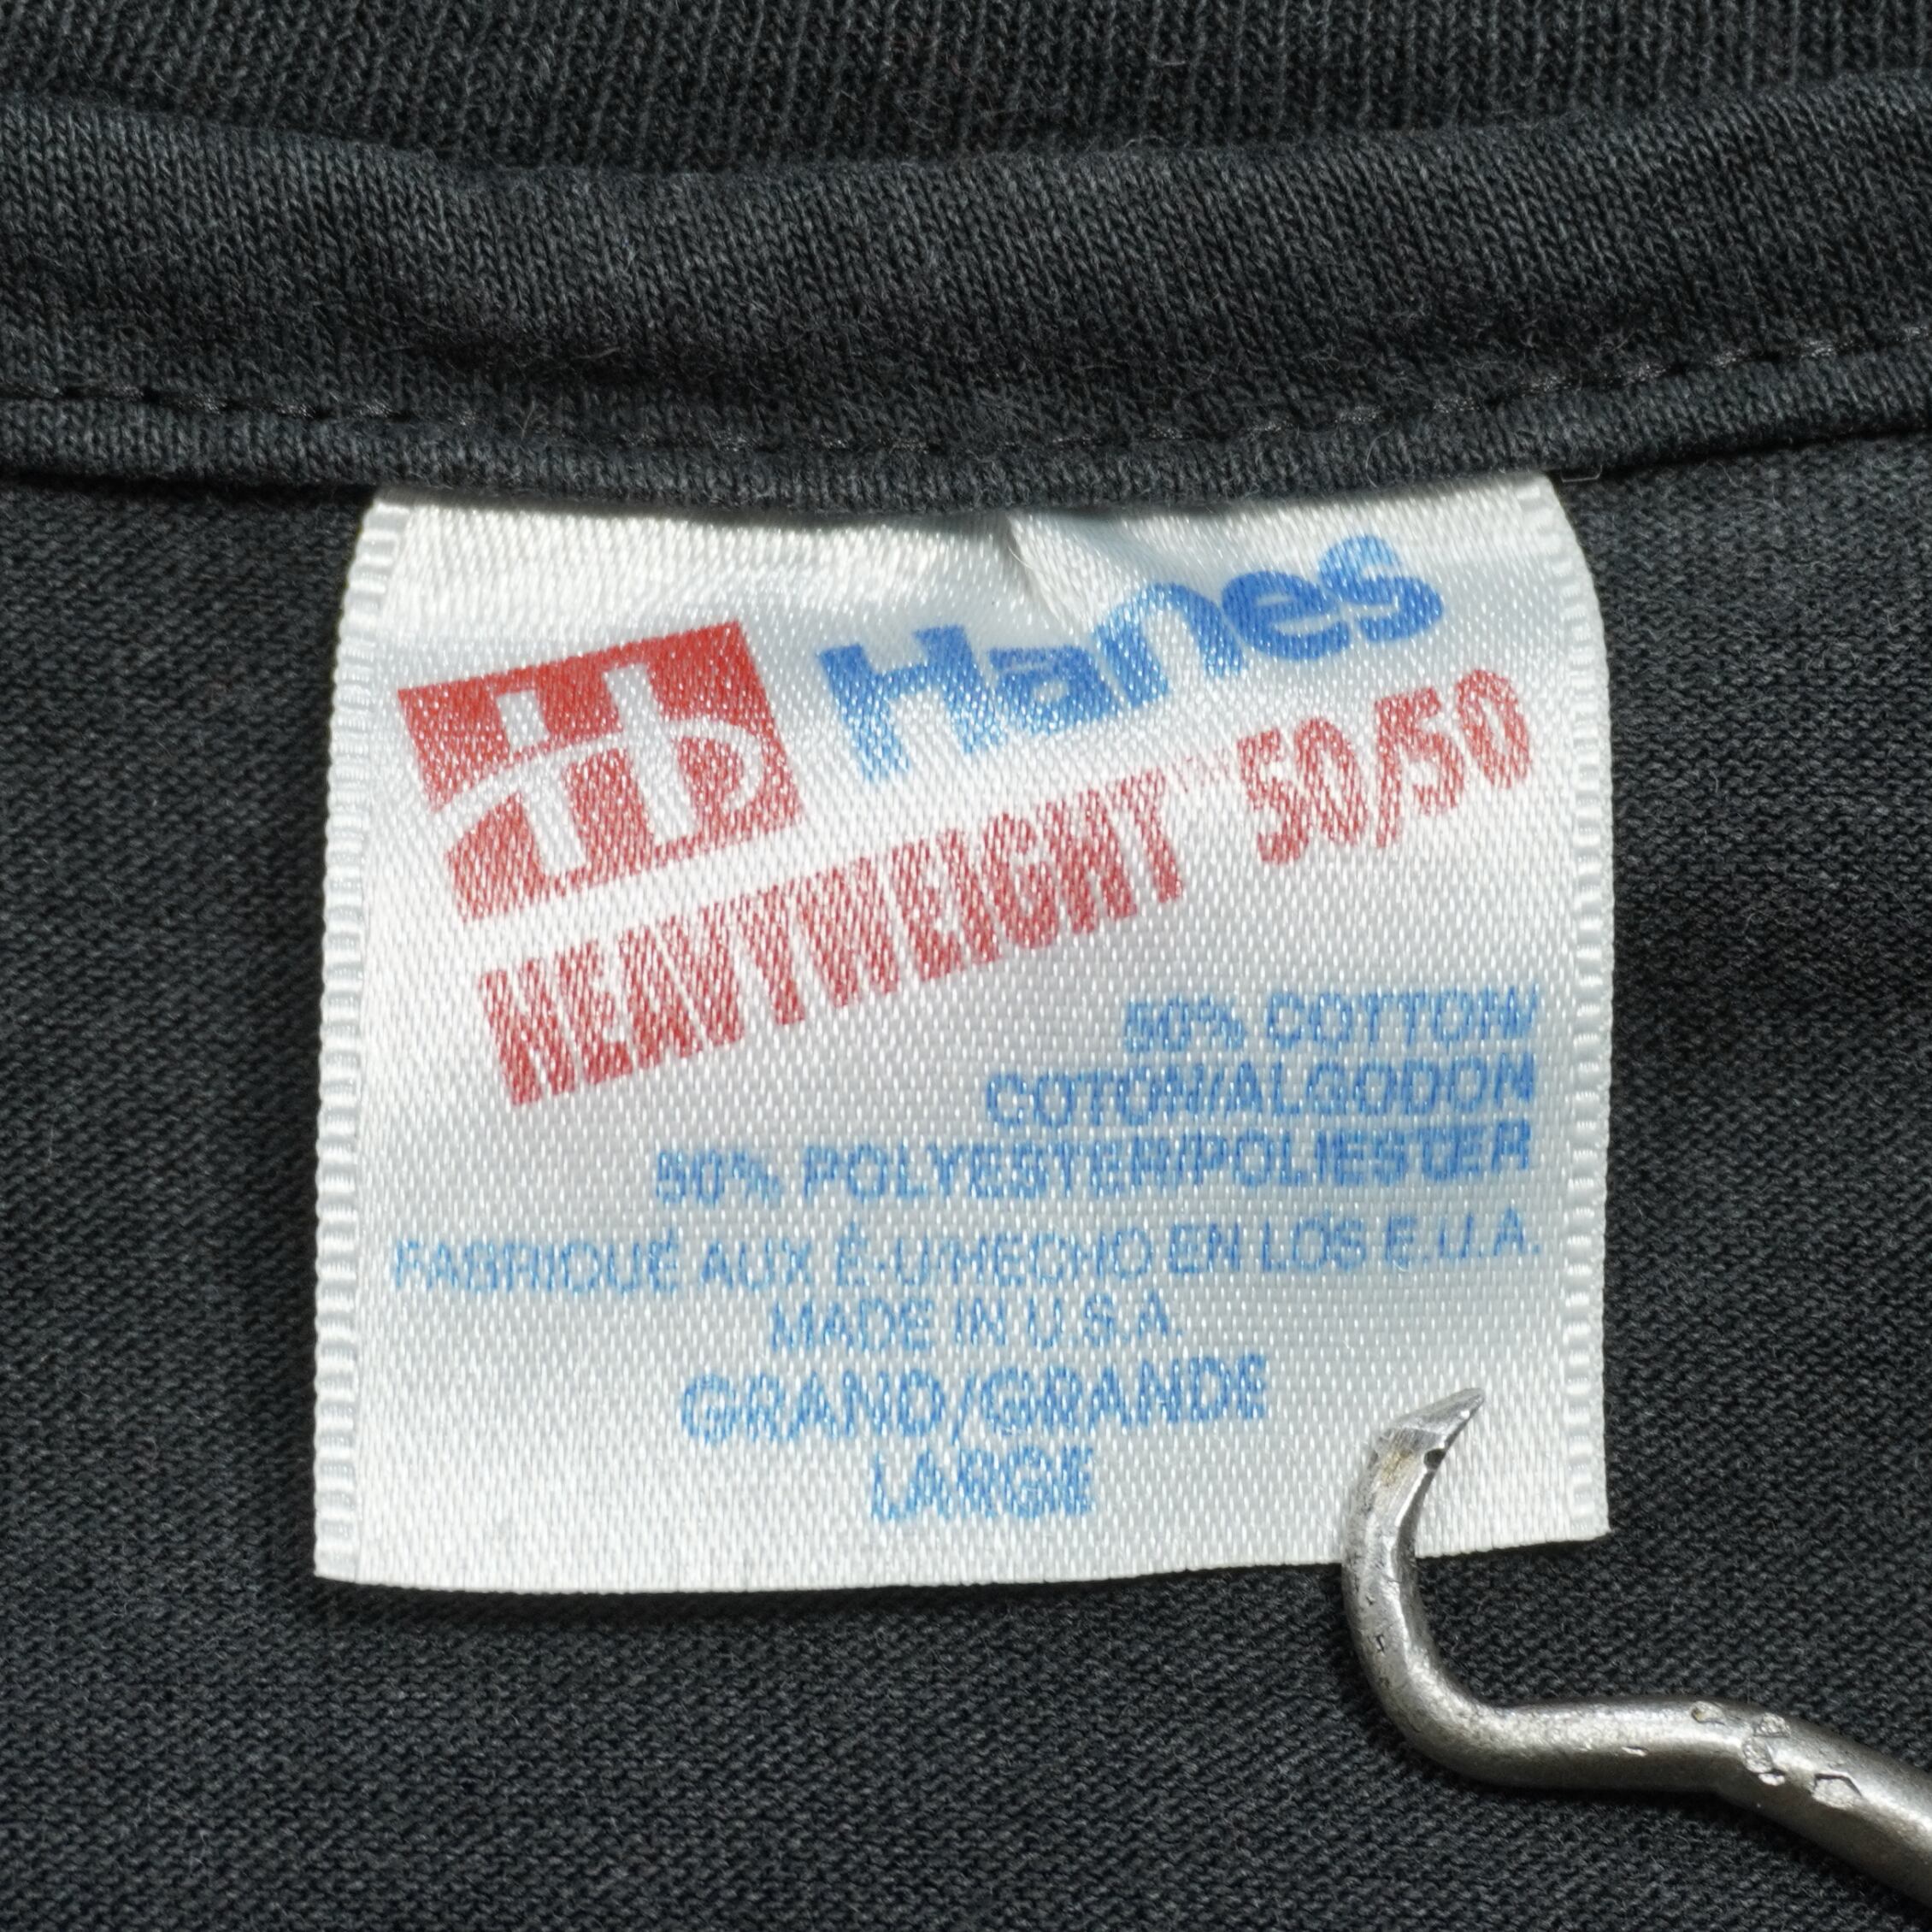 Hanes
HEAVYWEIGHT™ 50/50
50% COTTON/
COTON/ALGODON
50% POLYESTER/POLIESTER
FABRIQUÉ AUX É-U/HECHO EN LOS E.U.A.
MADE IN U.S.A.
GRAND/GRANDE
LARGE